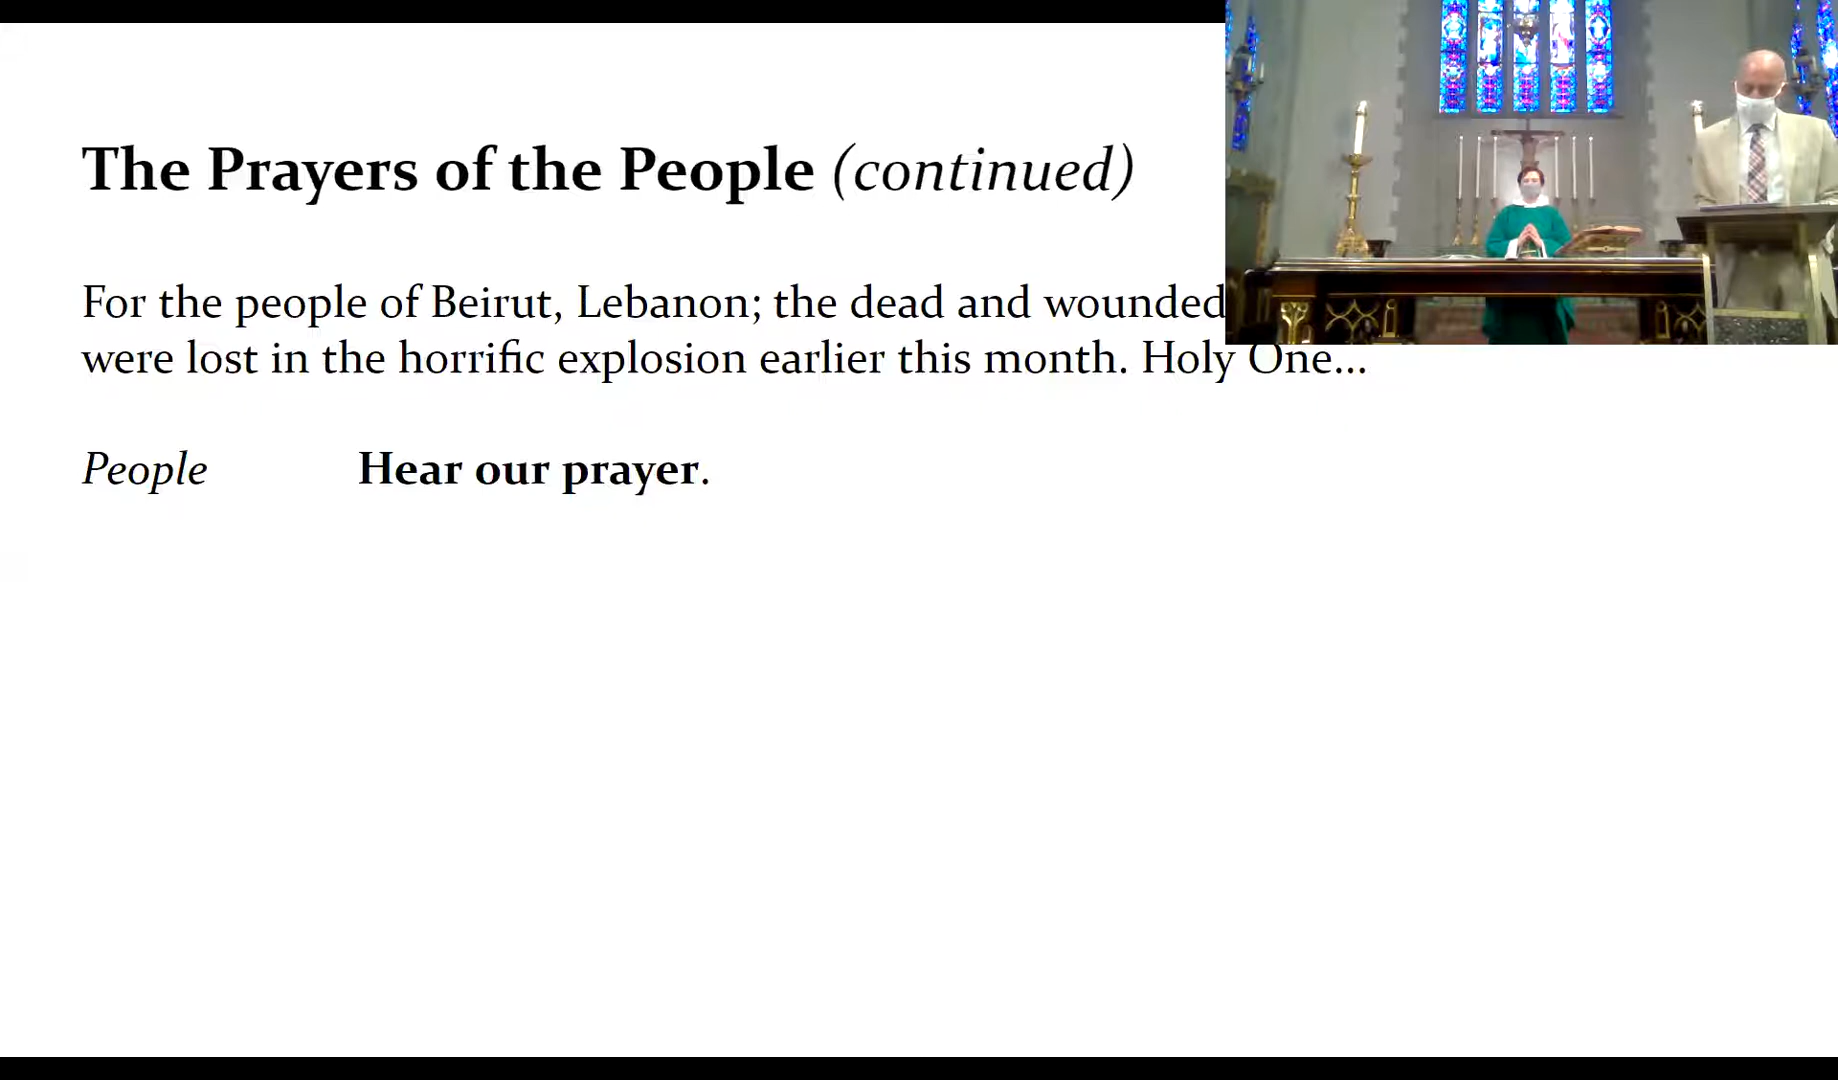 The Prayers of the People (continued)
For the people of Beirut, Lebanon; the dead and wounded
were lost in the horrific explosion earlier this month. Holy One...
People Hear our prayer.